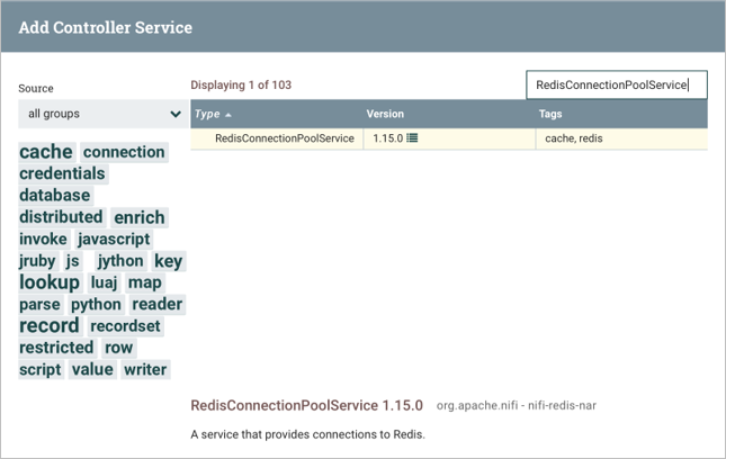 Add Controller Service
Source
Displaying 1 of 103
RedisConnectionPoolService
all groups
Type Version Tags
RedisConnectionPoolService 1.15.0 cache, redis
cache connection
credentials
database
distributed enrich
invoke javascript
jruby js jython key
lookup luaj map
parse python reader
record recordset
restricted row
script value writer
RedisConnectionPoolService 1.15.0 org.apache.nifi - nifi-redis-nar
A service that provides connections to Redis.